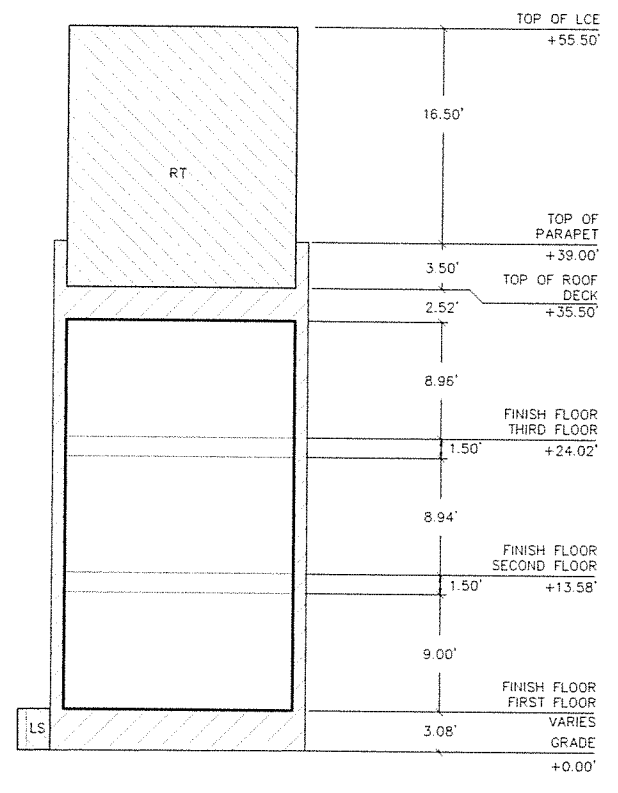 TOP OF LCE
+55.50'
16.50'
RT
TOP OF
PARAPET
+39.00'
3.50'
TOP OF ROOF
DECK
2.52'
+35.50'
8.96'
FINISH FLOOR
THIRD FLOOR
1.50'
+24.02'
8.94'
FINISH FLOOR
SECOND FLOOR
1.50'
+13.58'
9.00'
FINISH FLOOR
FIRST FLOOR
LS
3.08'
VARIES
GRADE
+0.00'